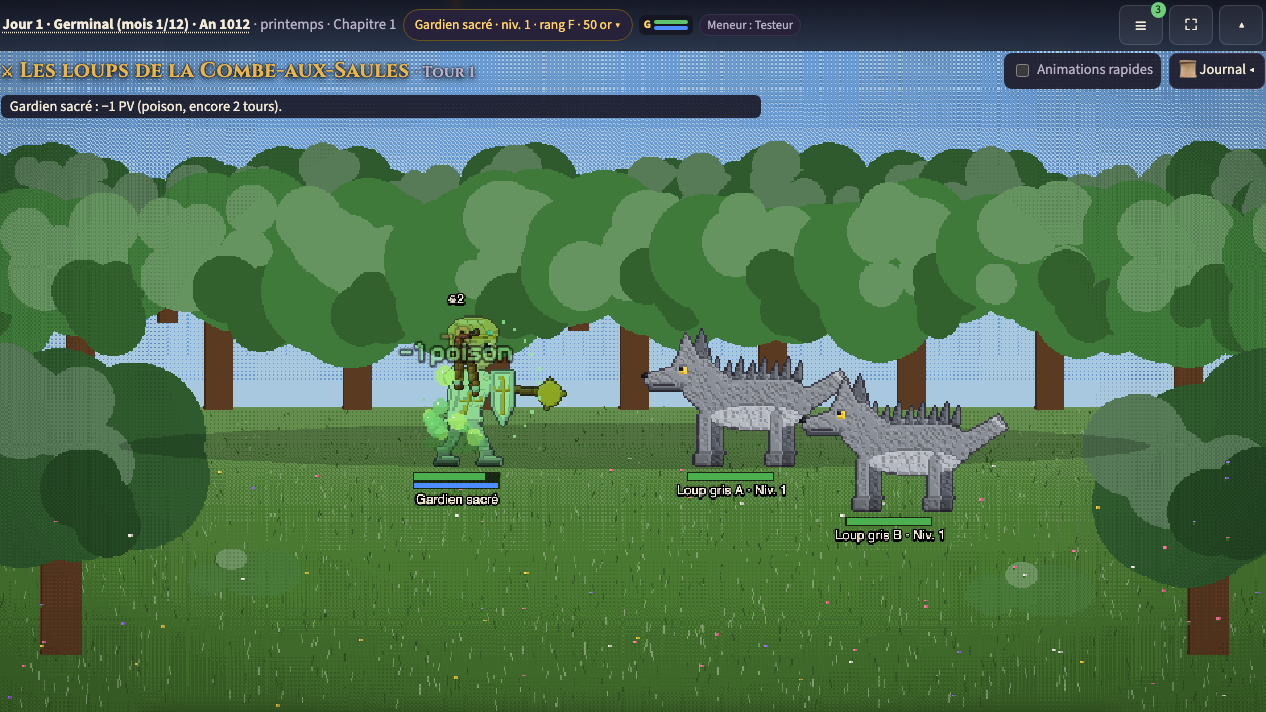 Jour 1 · Germinal (mois 1/12) · An 1012 · printemps · Chapitre 1
Gardien sacré · niv. 1 · rang F · 50 or ▾
G
Meneur : Testeur
3
⚔ Les loups de la Combe-aux-Saules · Tour 1
Animations rapides
Journal ◂
Gardien sacré : −1 PV (poison, encore 2 tours).
−1 poison
Gardien sacré
Loup gris A · Niv. 1
Loup gris B · Niv. 1